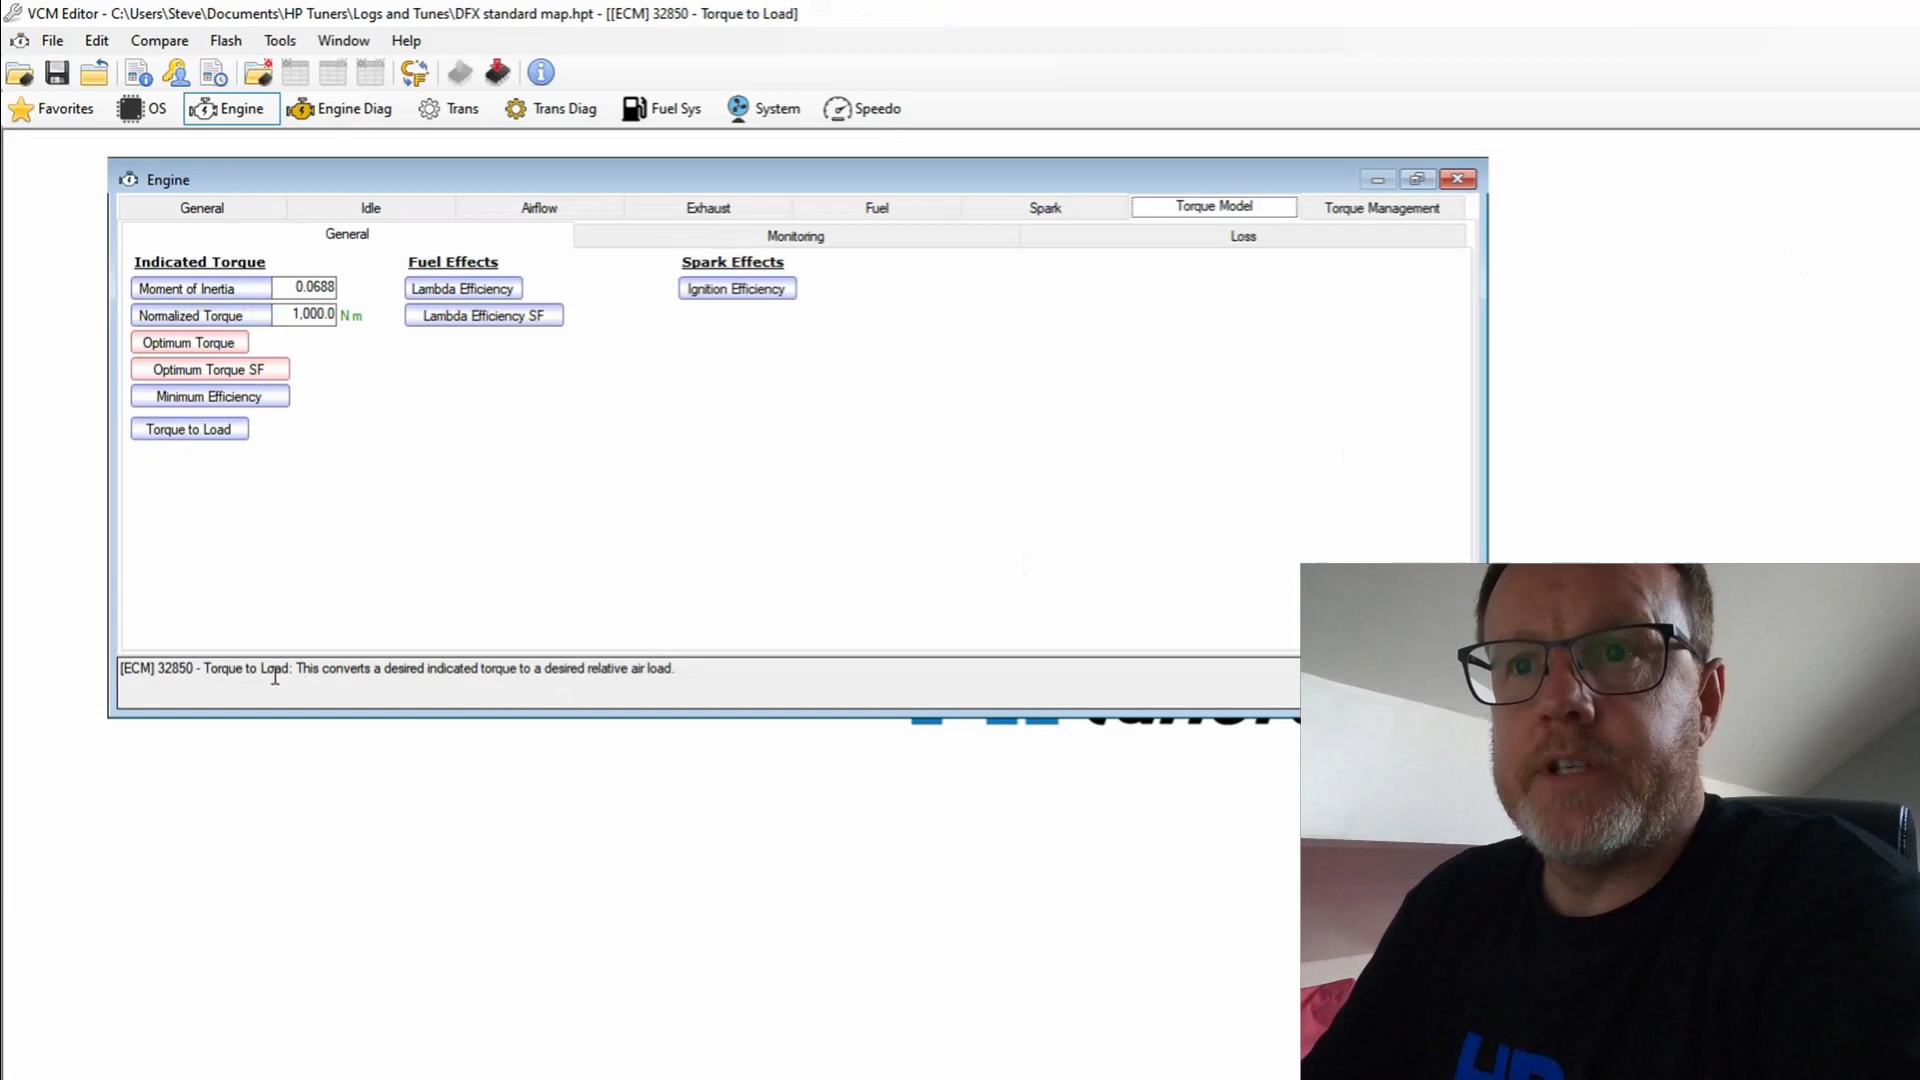 VCM Editor - C:\Users\Steve\Documents\HP Tuners\Logs and Tunes\DFX standard map.hpt - [[ECM] 32850 - Torque to Load]
File Edit Compare Flash Tools Window Help
Favorites OS Engine Engine Diag Trans Trans Diag Fuel Sys System Speedo
Engine
General Idle Airflow Exhaust Fuel Spark Torque Model Torque Management
General Monitoring Loss
Indicated Torque Fuel Effects Spark Effects
Moment of Inertia 0.0688 Lambda Efficiency Ignition Efficiency
Normalized Torque 1,000.0 N m Lambda Efficiency SF
Optimum Torque
Optimum Torque SF
Minimum Efficiency
Torque to Load
[ECM] 32850 - Torque to Load: This converts a desired indicated torque to a desired relative air load.